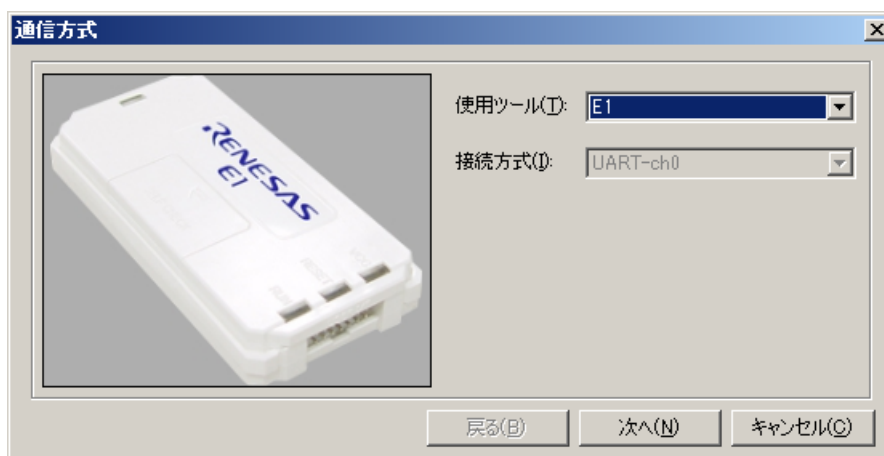 通信方式
RENESAS
E1
使用ツール(T): E1
接続方式(I): UART-ch0
戻る(B) 次へ(N) キャンセル(C)